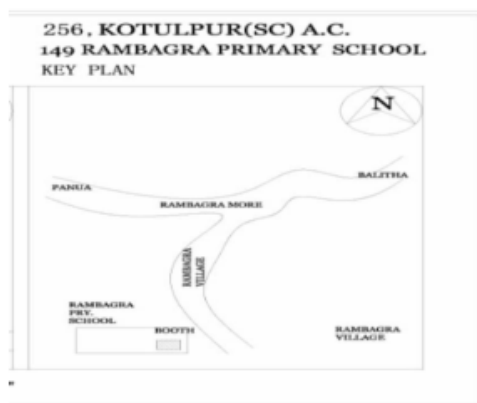 256, KOTULPUR(SC) A.C.
149 RAMBAGRA PRIMARY SCHOOL
KEY PLAN
N
BALITHA
PANUA
RAMBAGRA MORE
RAMBAGRA
VILLAGE
RAMBAGRA
PRY.
SCHOOL
BOOTH
RAMBAGRA
VILLAGE